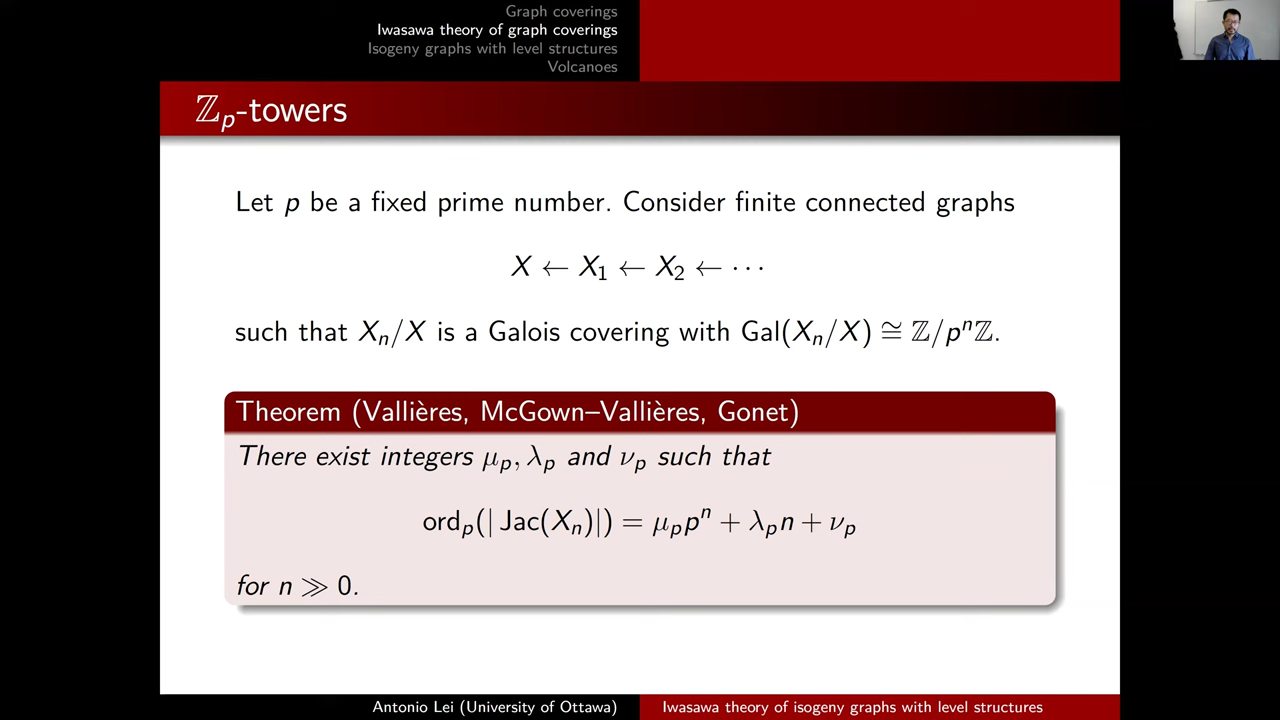 Graph coverings
Iwasawa theory of graph coverings
Isogeny graphs with level structures
Volcanoes
ℤ_p-towers
Let p be a fixed prime number. Consider finite connected graphs
X ← X_1 ← X_2 ← ⋯
such that X_n/X is a Galois covering with Gal(X_n/X) ≅ ℤ/p^nℤ.
Theorem (Vallières, McGown–Vallières, Gonet)
There exist integers μ_p, λ_p and ν_p such that
ord_p(| Jac(X_n)|) = μ_p p^n + λ_p n + ν_p
for n ≫ 0.
Antonio Lei (University of Ottawa)
Iwasawa theory of isogeny graphs with level structures